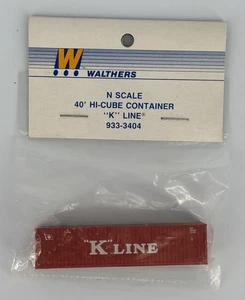 W
WALTHERS
N SCALE
40' HI-CUBE CONTAINER
"K" LINE®
933-3404
"K" LINE